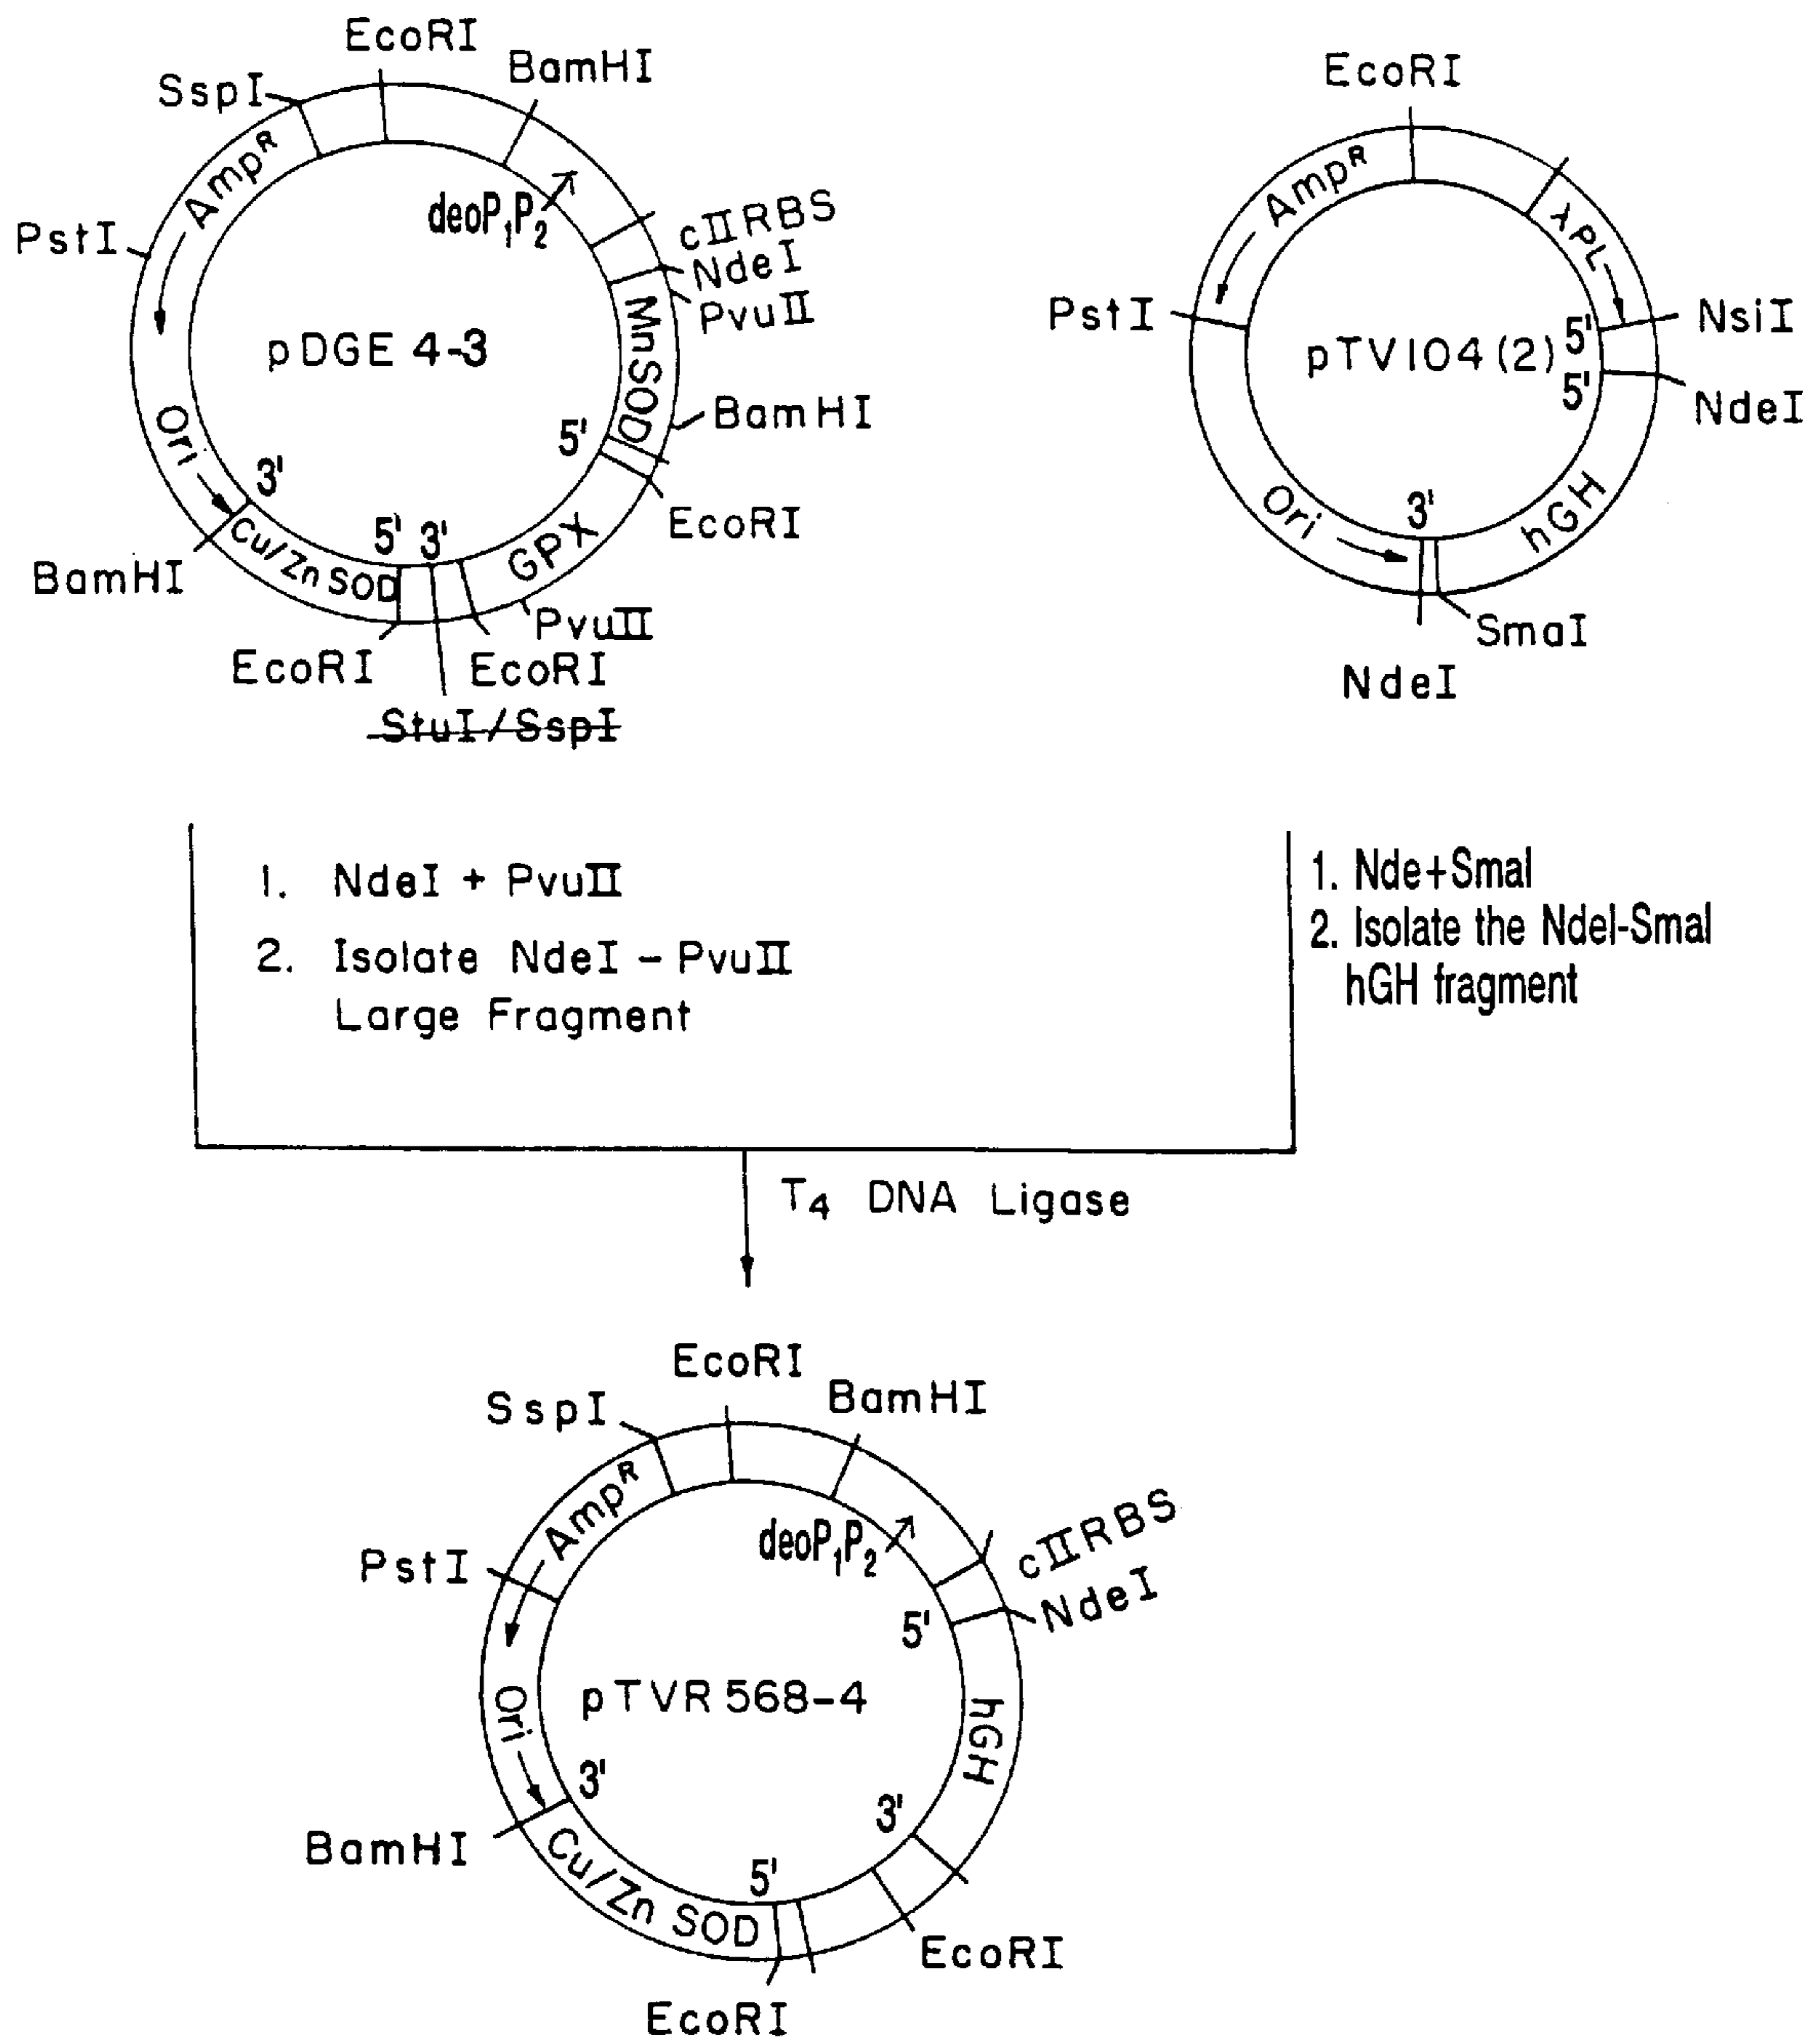 EcoRI
BamHI
SspI
Amp^R
PstI
deoP₁P₂
cIIRBS
NdeI
PvuII
pDGE 4-3
MnSOD
BamHI
5'
Ori
3'
EcoRI
BamHI
Cu/Zn SOD
5' 3'
GPX
PvuII
EcoRI
EcoRI
StuI/SspI
EcoRI
Amp^R
λPL
PstI
NsiI
5'
pTV104(2)
5'
NdeI
Ori
3'
hGH
SmaI
NdeI
1. NdeI + PvuII
2. Isolate NdeI - PvuII
Large Fragment
1. Nde+SmaI
2. Isolate the NdeI-SmaI
hGH fragment
T₄ DNA Ligase
EcoRI
BamHI
SspI
Amp^R
PstI
deoP₁P₂
cIIRBS
NdeI
5'
pTVR 568-4
Ori
hGH
3'
3'
BamHI
Cu/Zn SOD
5'
EcoRI
EcoRI